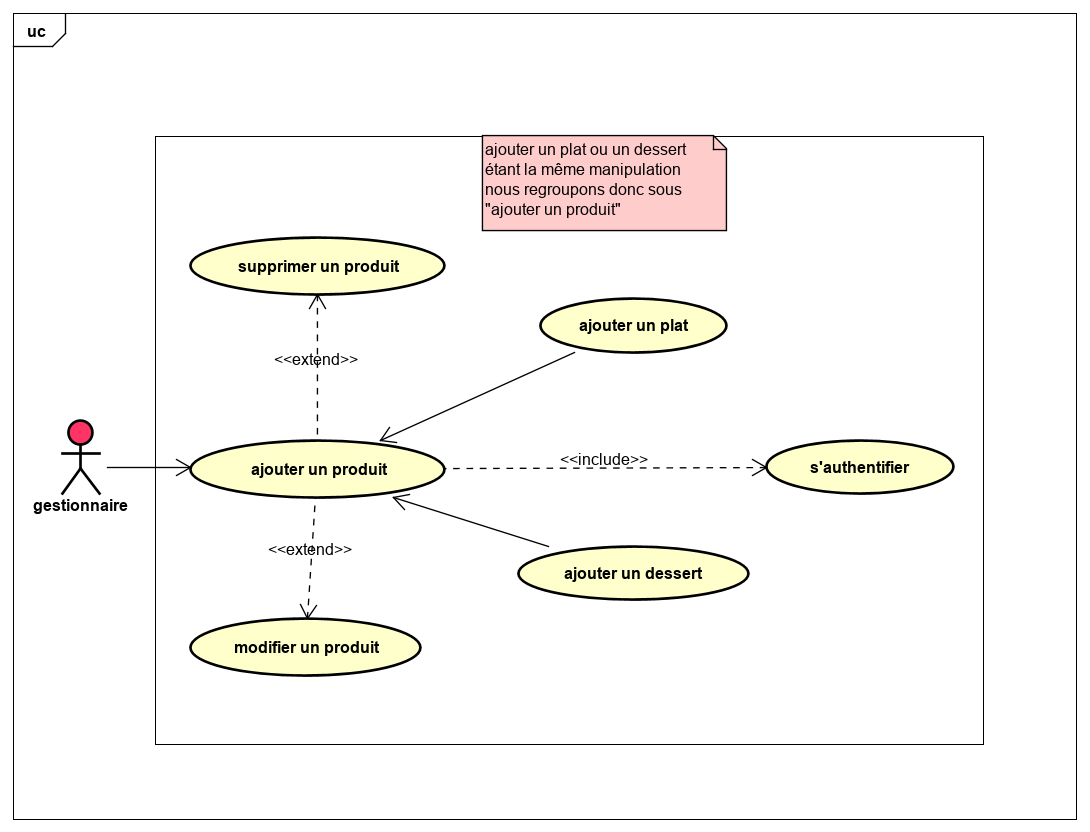 uc
ajouter un plat ou un dessert
étant la même manipulation
nous regroupons donc sous
"ajouter un produit"
supprimer un produit
ajouter un plat
<<extend>>
ajouter un produit
<<include>>
s'authentifier
gestionnaire
<<extend>>
ajouter un dessert
modifier un produit